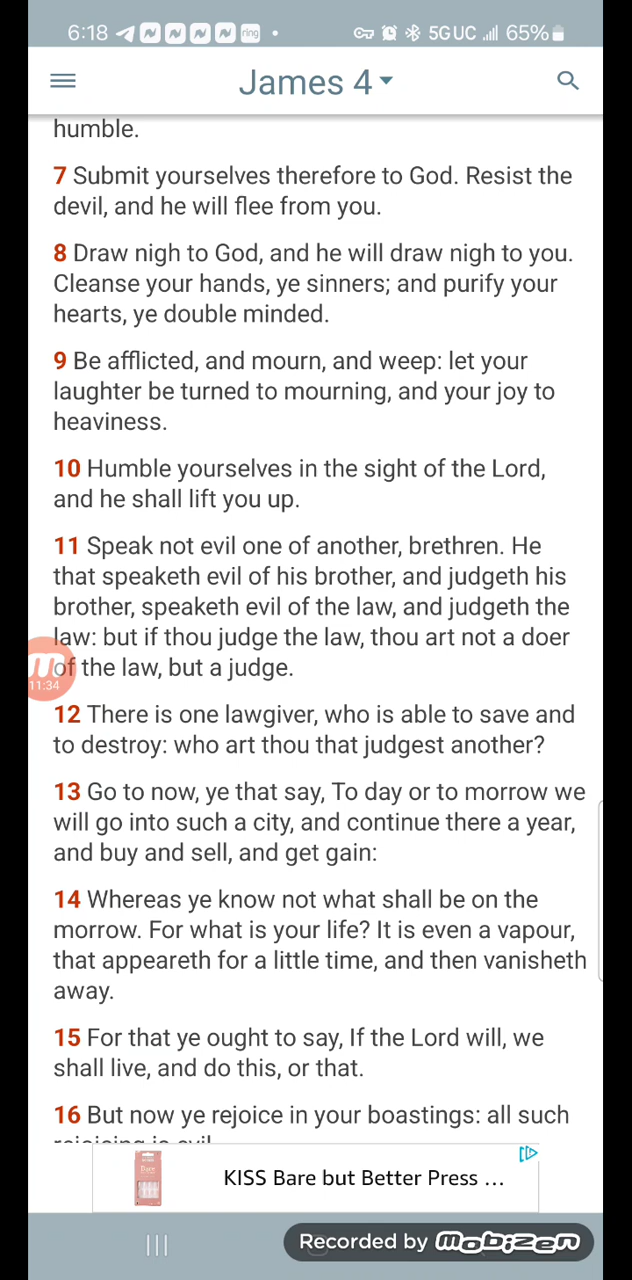 6:18 ring 5G UC 65%
James 4
humble.
7 Submit yourselves therefore to God. Resist the
devil, and he will flee from you.
8 Draw nigh to God, and he will draw nigh to you.
Cleanse your hands, ye sinners; and purify your
hearts, ye double minded.
9 Be afflicted, and mourn, and weep: let your
laughter be turned to mourning, and your joy to
heaviness.
10 Humble yourselves in the sight of the Lord,
and he shall lift you up.
11 Speak not evil one of another, brethren. He
that speaketh evil of his brother, and judgeth his
brother, speaketh evil of the law, and judgeth the
law: but if thou judge the law, thou art not a doer
of the law, but a judge.
11:34
12 There is one lawgiver, who is able to save and
to destroy: who art thou that judgest another?
13 Go to now, ye that say, To day or to morrow we
will go into such a city, and continue there a year,
and buy and sell, and get gain:
14 Whereas ye know not what shall be on the
morrow. For what is your life? It is even a vapour,
that appeareth for a little time, and then vanisheth
away.
15 For that ye ought to say, If the Lord will, we
shall live, and do this, or that.
16 But now ye rejoice in your boastings: all such
rejoicing is evil
KISS Bare but Better Press ...
Recorded by mobizen